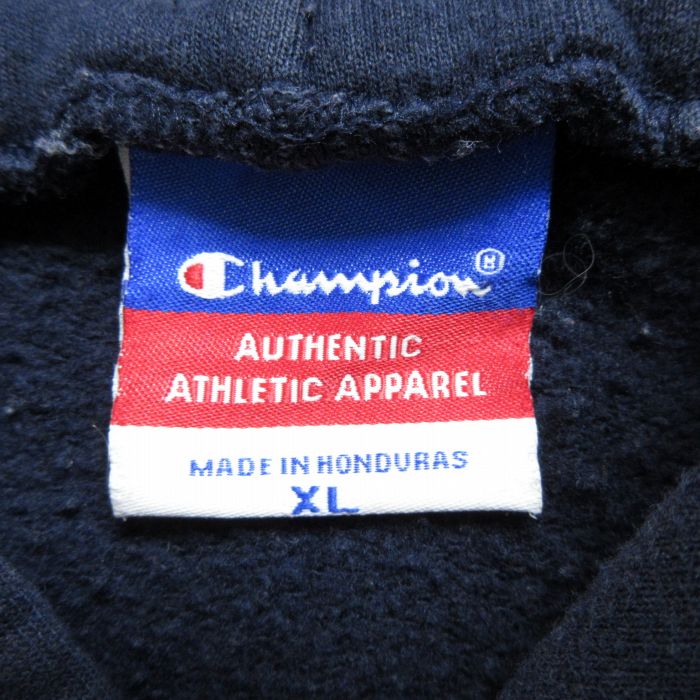 Champion®
AUTHENTIC
ATHLETIC APPAREL
MADE IN HONDURAS
XL